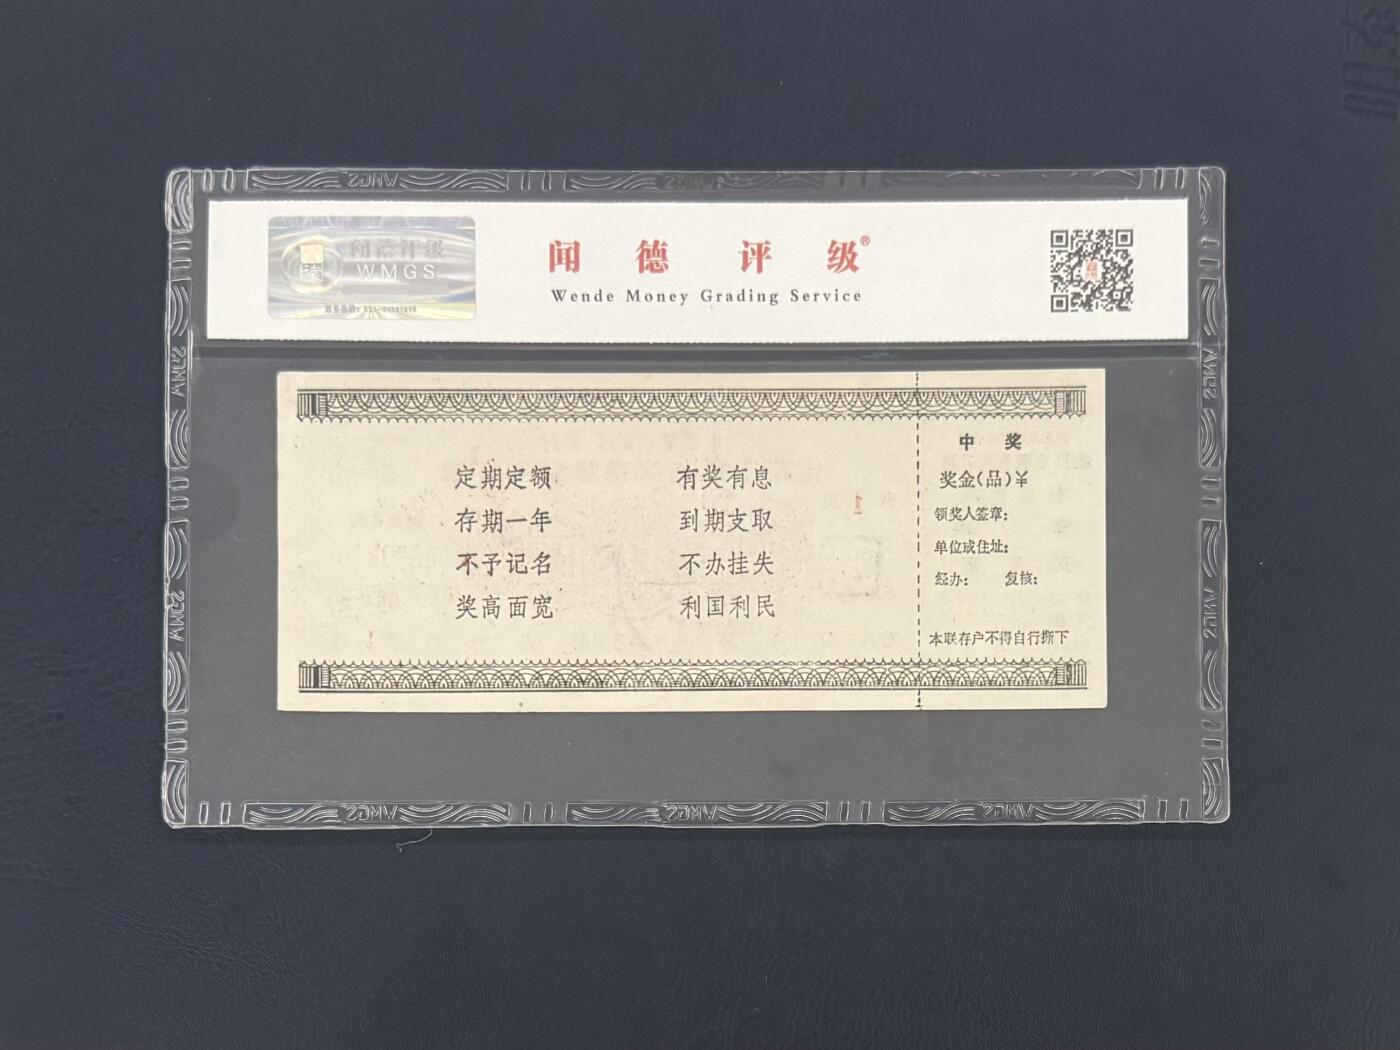 WMGS
闻德评级®
Wende Money Grading Service
定期定额 有奖有息
存期一年 到期支取
不予记名 不办挂失
奖高面宽 利国利民
中奖
奖金(品)¥
领奖人签章:
单位或住址:
经办: 复核:
本联存户不得自行撕下